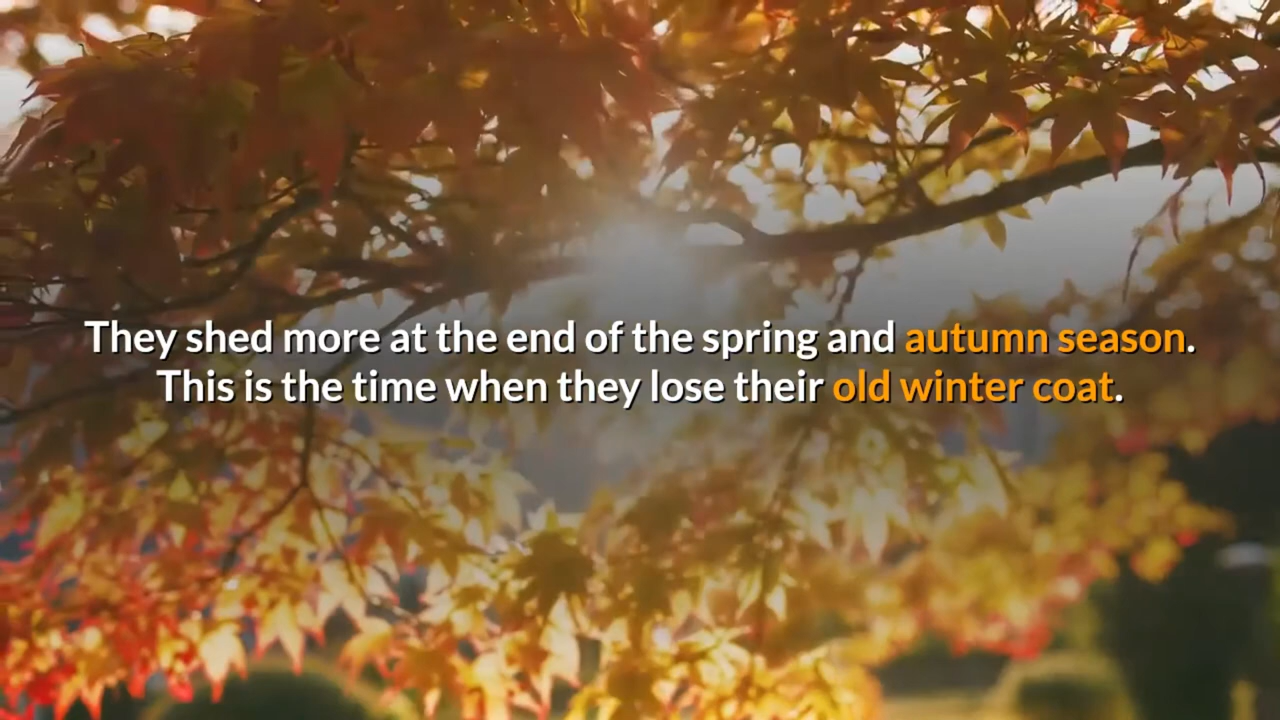 They shed more at the end of the spring and autumn season.
This is the time when they lose their old winter coat.